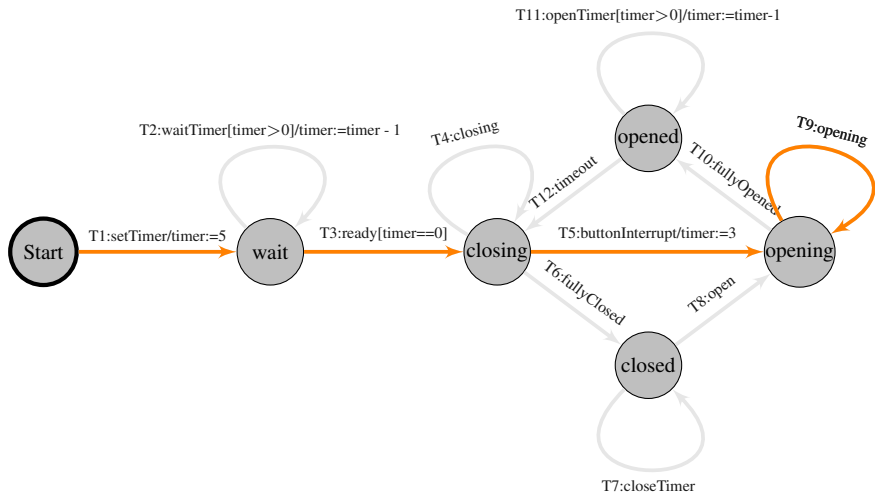 T11:openTimer[timer>0]/timer:=timer-1
T2:waitTimer[timer>0]/timer:=timer - 1
T4:closing
opened
T9:opening
T10:fullyOpened
T12:timeout
Start
T1:setTimer/timer:=5
wait
T3:ready[timer==0]
closing
T5:buttonInterrupt/timer:=3
opening
T6:fullyClosed
T8:open
closed
T7:closeTimer